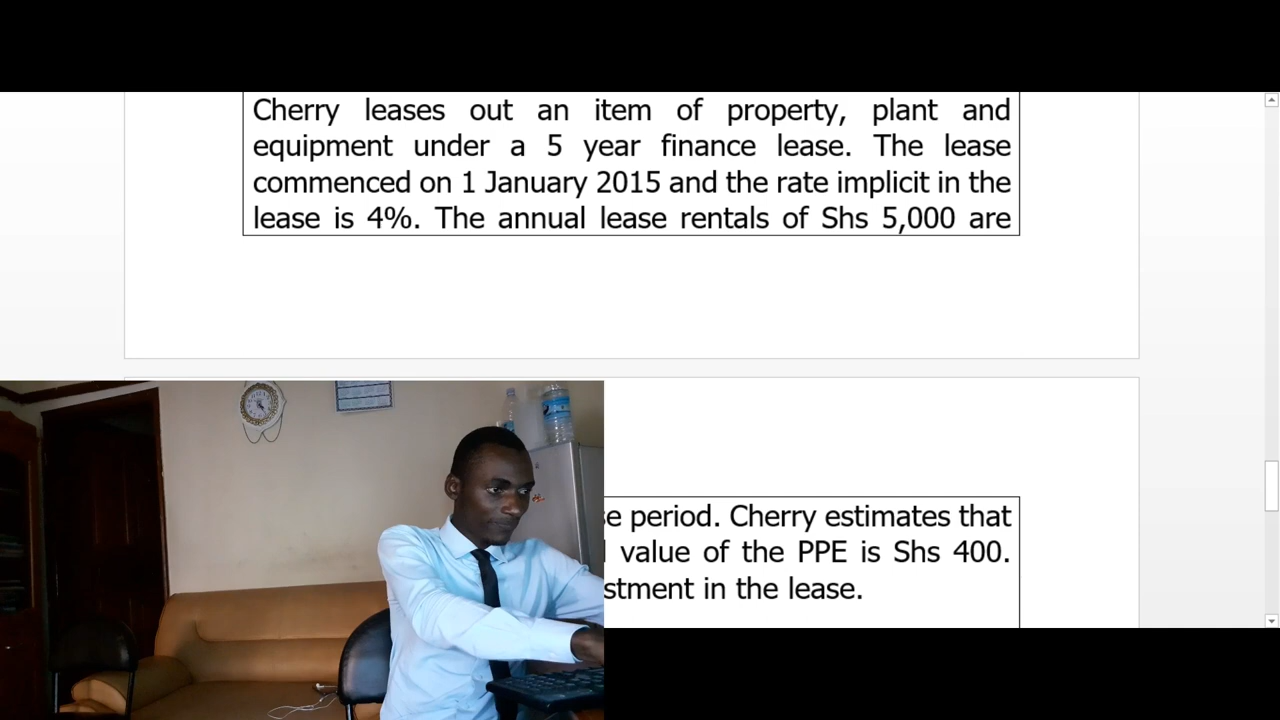 Cherry leases out an item of property, plant and
equipment under a 5 year finance lease. The lease
commenced on 1 January 2015 and the rate implicit in the
lease is 4%. The annual lease rentals of Shs 5,000 are
period. Cherry estimates that
value of the PPE is Shs 400.
in the lease.